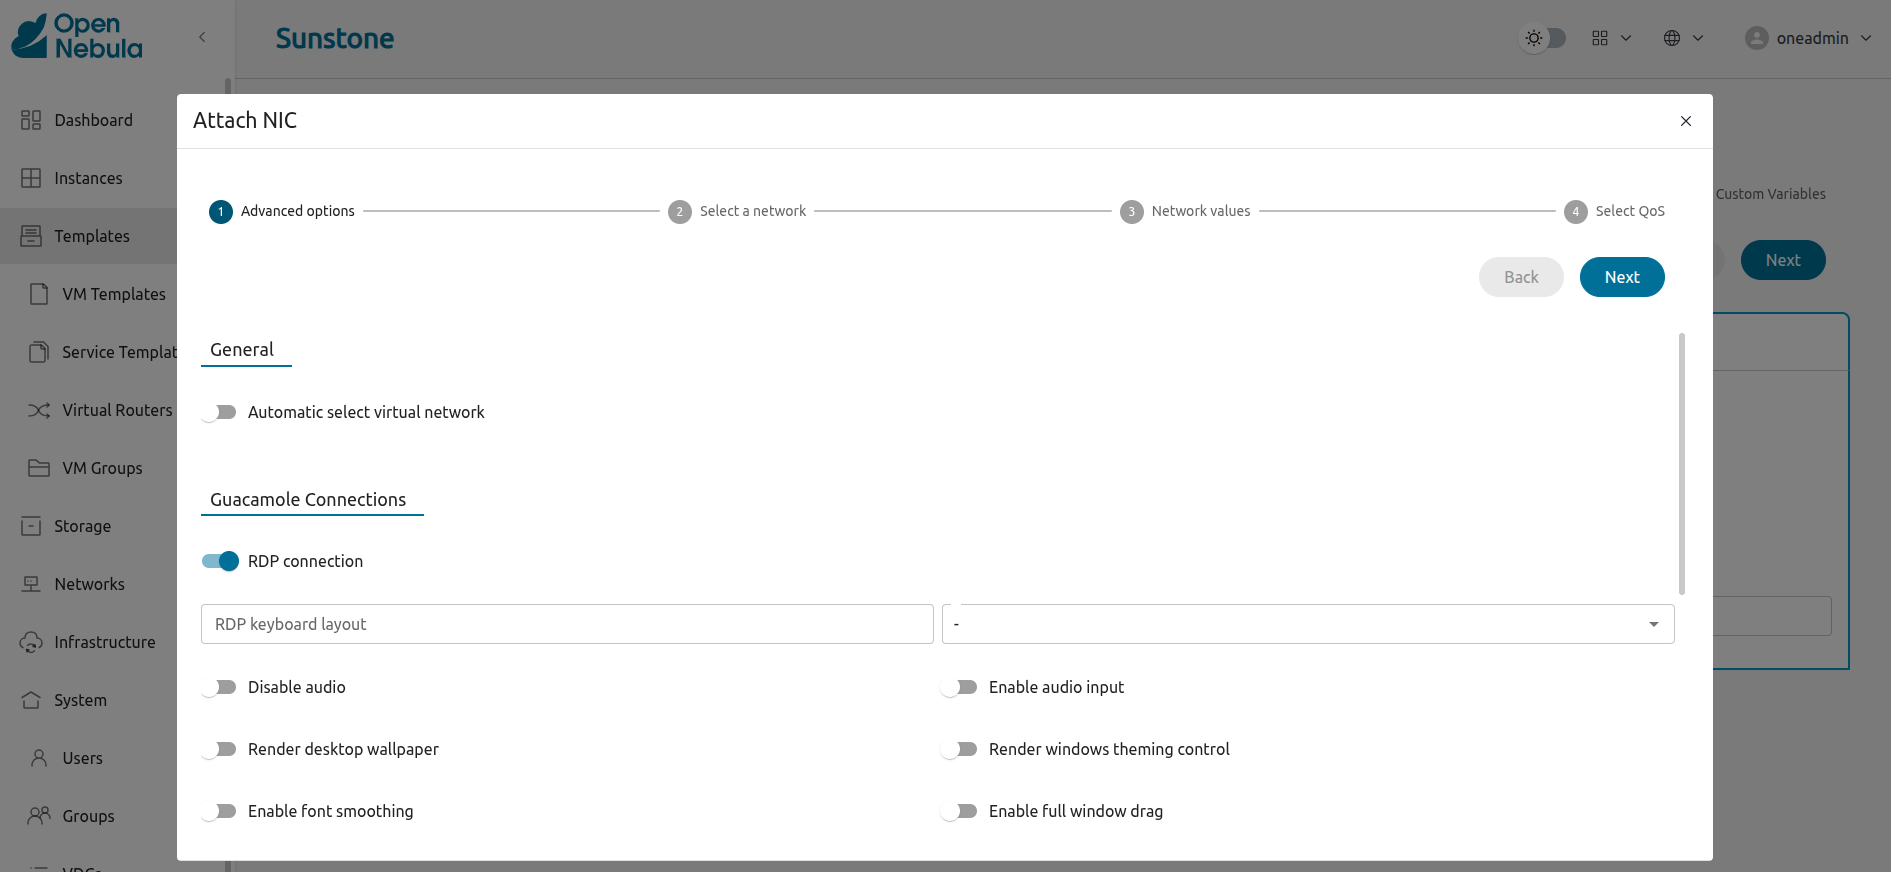 Open
Nebula
Sunstone
oneadmin
Dashboard
Instances
Templates
VM Templates
Service Templat
Virtual Routers
VM Groups
Storage
Networks
Infrastructure
System
Users
Groups
Attach NIC
1 Advanced options
2 Select a network
3 Network values
4 Select QoS
Custom Variables
Back
Next
Next
General
Automatic select virtual network
Guacamole Connections
RDP connection
RDP keyboard layout
-
Disable audio
Enable audio input
Render desktop wallpaper
Render windows theming control
Enable font smoothing
Enable full window drag